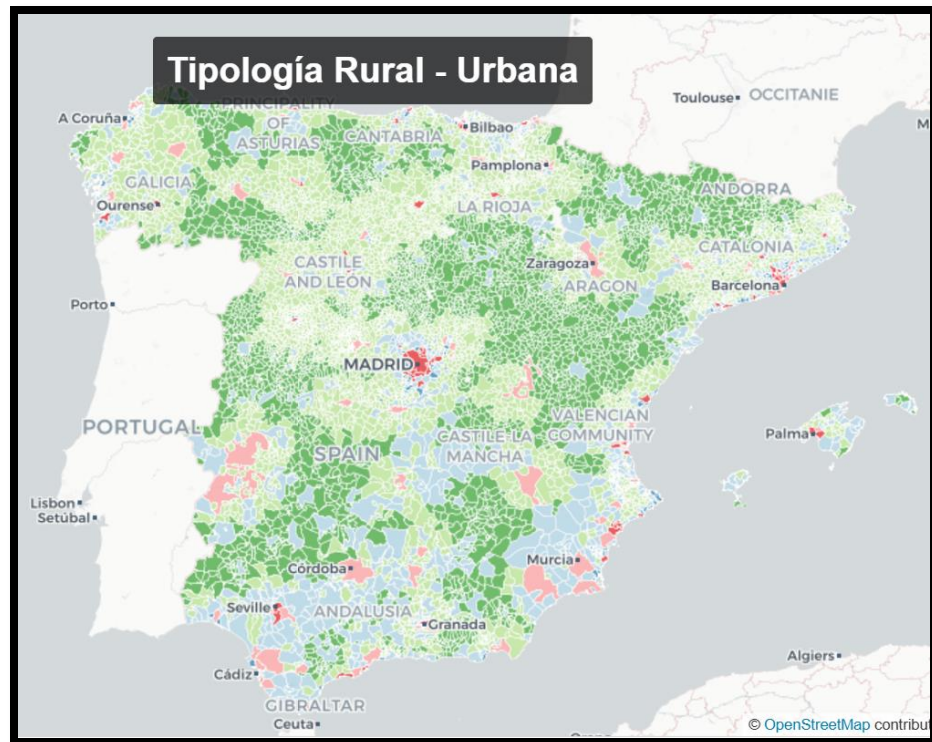 Tipología Rural - Urbana
Toulouse
OCCITANIE
A Coruña
PRINCIPALITY
OF
ASTURIAS
CANTABRIA
Bilbao
Pamplona
GALICIA
ANDORRA
Ourense
LA RIOJA
CATALONIA
CASTILE
AND LEÓN
Zaragoza
ARAGON
Barcelona
Porto
MADRID
PORTUGAL
VALENCIAN
COMMUNITY
Palma
CASTILE-LA
MANCHA
SPAIN
Lisbon
Setúbal
Murcia
Córdoba
Seville
ANDALUSIA
Granada
Algiers
Cádiz
GIBRALTAR
Ceuta
© OpenStreetMap contribut